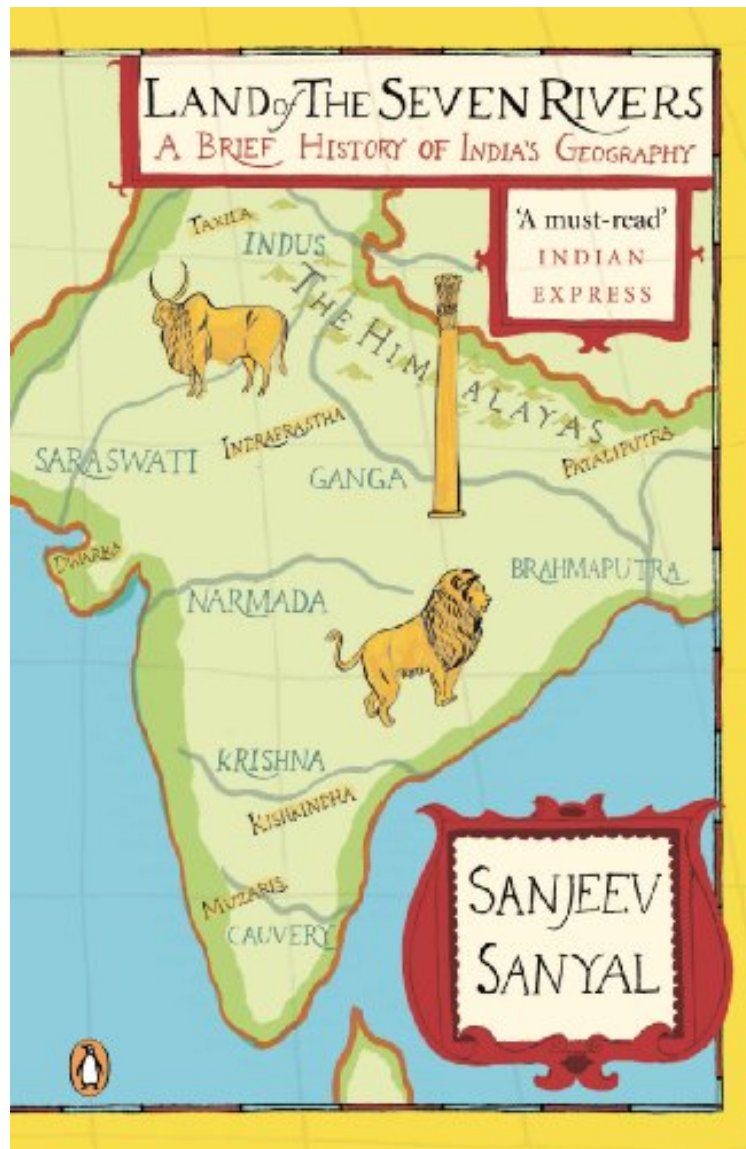 LAND of THE SEVEN RIVERS
A BRIEF HISTORY OF INDIA'S GEOGRAPHY
'A must-read'
INDIAN
EXPRESS
TAXILA
INDUS
THE HIMALAYAS
INDRAPRASTHA
PATALIPUTRA
SARASWATI
GANGA
DWARKA
BRAHMAPUTRA
NARMADA
KRISHNA
KISHKINDHA
MUZARIS
CAUVERY
SANJEEV
SANYAL